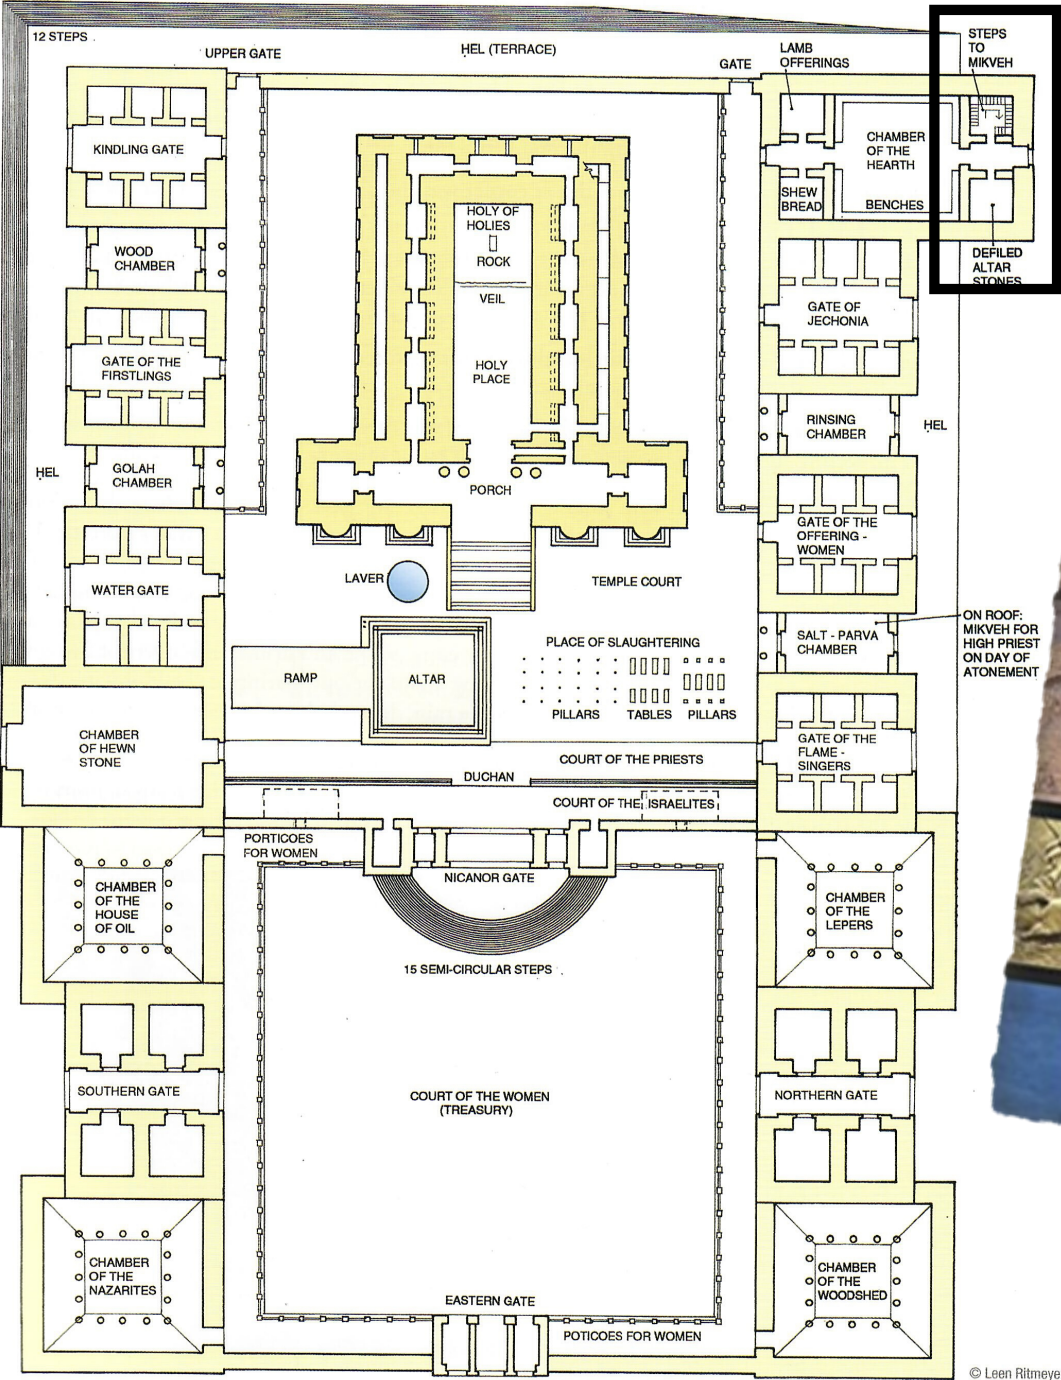 12 STEPS
UPPER GATE
ḤEL (TERRACE)
GATE
LAMB
OFFERINGS
STEPS
TO
MIKVEH
KINDLING GATE
CHAMBER
OF THE
HEARTH
SHEW
BREAD
BENCHES
HOLY OF
HOLIES
ROCK
VEIL
WOOD
CHAMBER
DEFILED
ALTAR
STONES
GATE OF
JECHONIA
GATE OF THE
FIRSTLINGS
HOLY
PLACE
RINSING
CHAMBER
ḤEL
ḤEL
GOLAH
CHAMBER
PORCH
GATE OF THE
OFFERING -
WOMEN
WATER GATE
LAVER
TEMPLE COURT
ON ROOF:
MIKVEH FOR
HIGH PRIEST
ON DAY OF
ATONEMENT
SALT - PARVA
CHAMBER
PLACE OF SLAUGHTERING
RAMP
ALTAR
PILLARS
TABLES
PILLARS
CHAMBER
OF HEWN
STONE
GATE OF THE
FLAME -
SINGERS
COURT OF THE PRIESTS
DUCHAN
COURT OF THE ISRAELITES
PORTICOES
FOR WOMEN
NICANOR GATE
CHAMBER
OF THE
HOUSE
OF OIL
CHAMBER
OF THE
LEPERS
15 SEMI-CIRCULAR STEPS
SOUTHERN GATE
COURT OF THE WOMEN
(TREASURY)
NORTHERN GATE
CHAMBER
OF THE
NAZARITES
CHAMBER
OF THE
WOODSHED
EASTERN GATE
POTICOES FOR WOMEN
© Leen Ritmeye